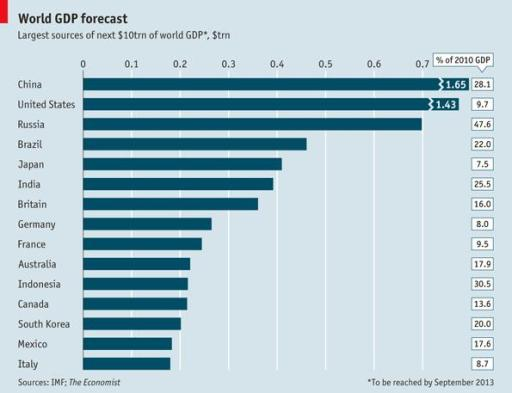 World GDP forecast
Largest sources of next $10trn of world GDP*, $trn
0 0.1 0.2 0.3 0.4 0.5 0.6 0.7 % of 2010 GDP
China 1.65 28.1
United States 1.43 9.7
Russia 47.6
Brazil 22.0
Japan 7.5
India 25.5
Britain 16.0
Germany 8.0
France 9.5
Australia 17.9
Indonesia 30.5
Canada 13.6
South Korea 20.0
Mexico 17.6
Italy 8.7
Sources: IMF; The Economist *To be reached by September 2013